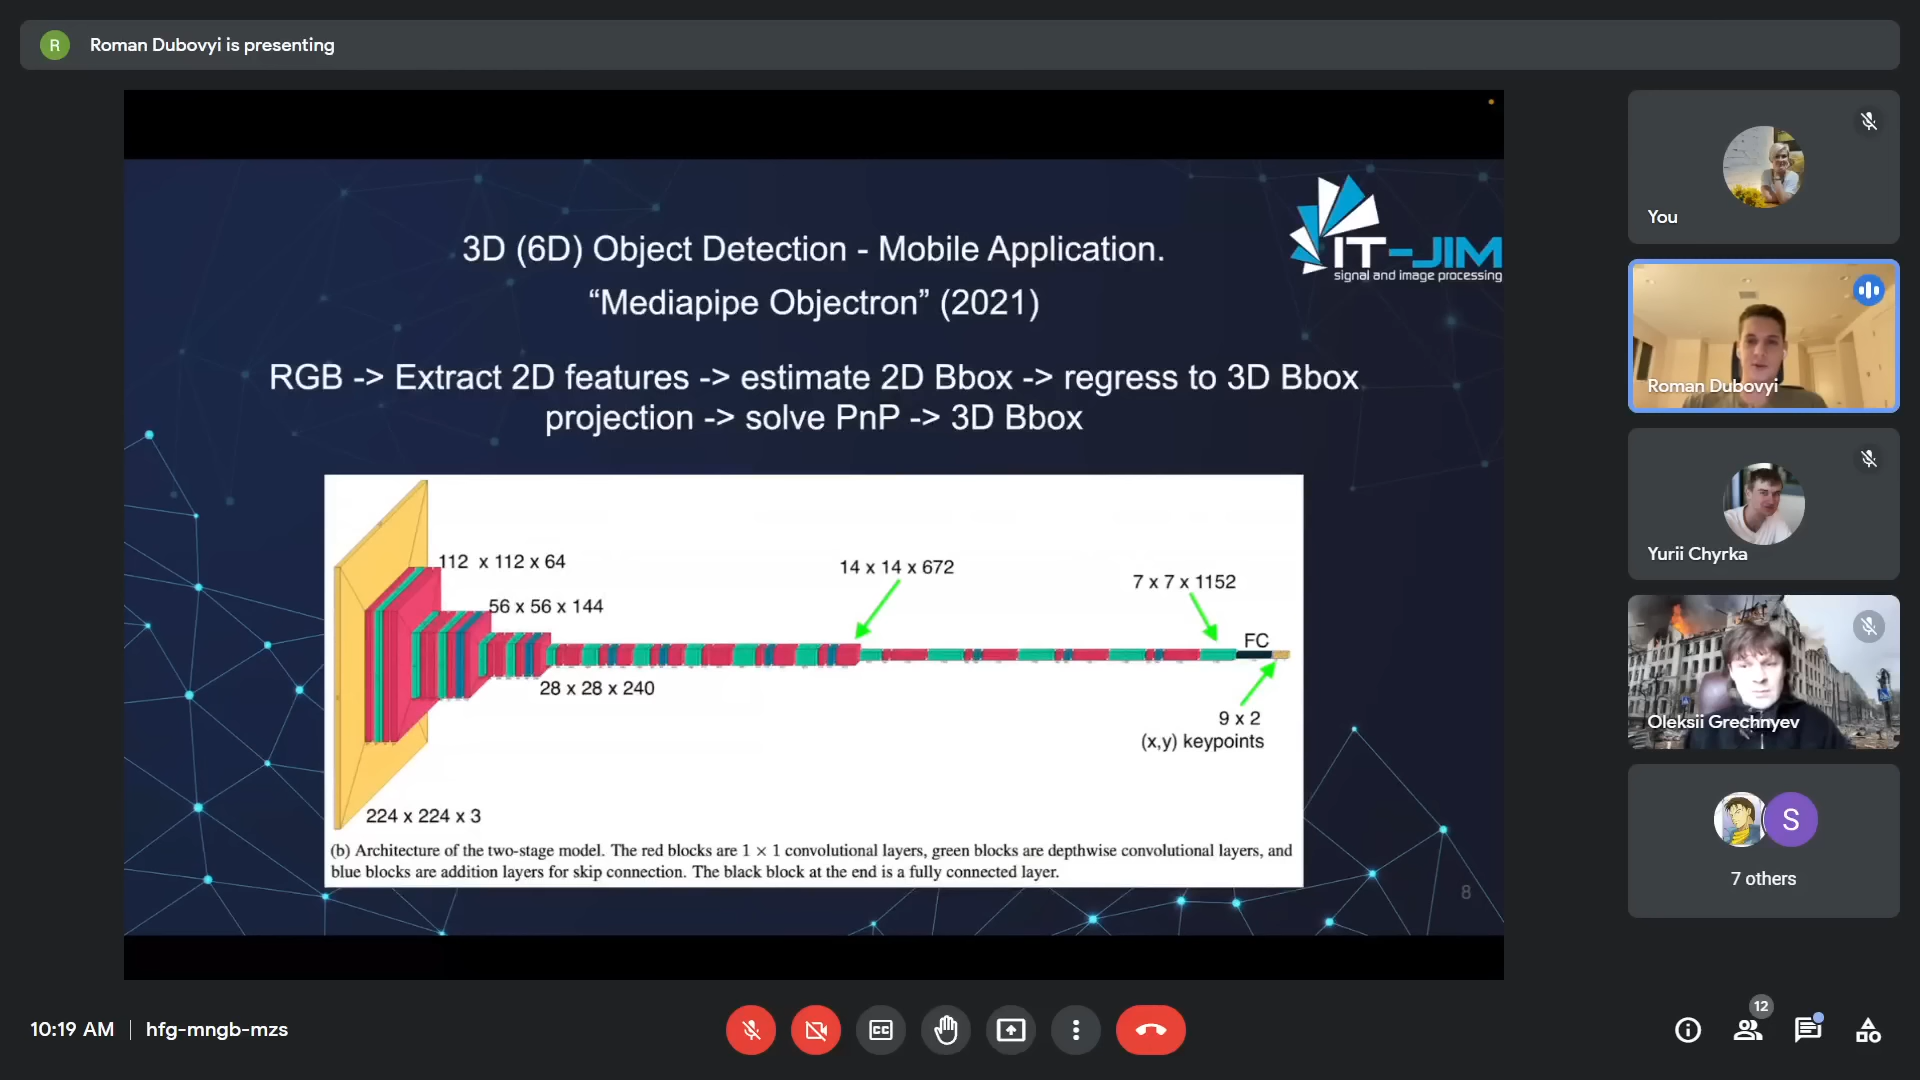 R
Roman Dubovyi is presenting
IT-JIM
signal and image processing
3D (6D) Object Detection - Mobile Application.
“Mediapipe Objectron” (2021)
RGB -> Extract 2D features -> estimate 2D Bbox -> regress to 3D Bbox
projection -> solve PnP -> 3D Bbox
112 x 112 x 64
56 x 56 x 144
28 x 28 x 240
14 x 14 x 672
7 x 7 x 1152
FC
9 x 2
(x,y) keypoints
224 x 224 x 3
(b) Architecture of the two-stage model. The red blocks are 1 × 1 convolutional layers, green blocks are depthwise convolutional layers, and
blue blocks are addition layers for skip connection. The black block at the end is a fully connected layer.
8
You
Roman Dubovyi
Yurii Chyrka
Oleksii Grechnyev
S
7 others
10:19 AM | hfg-mngb-mzs
CC
12